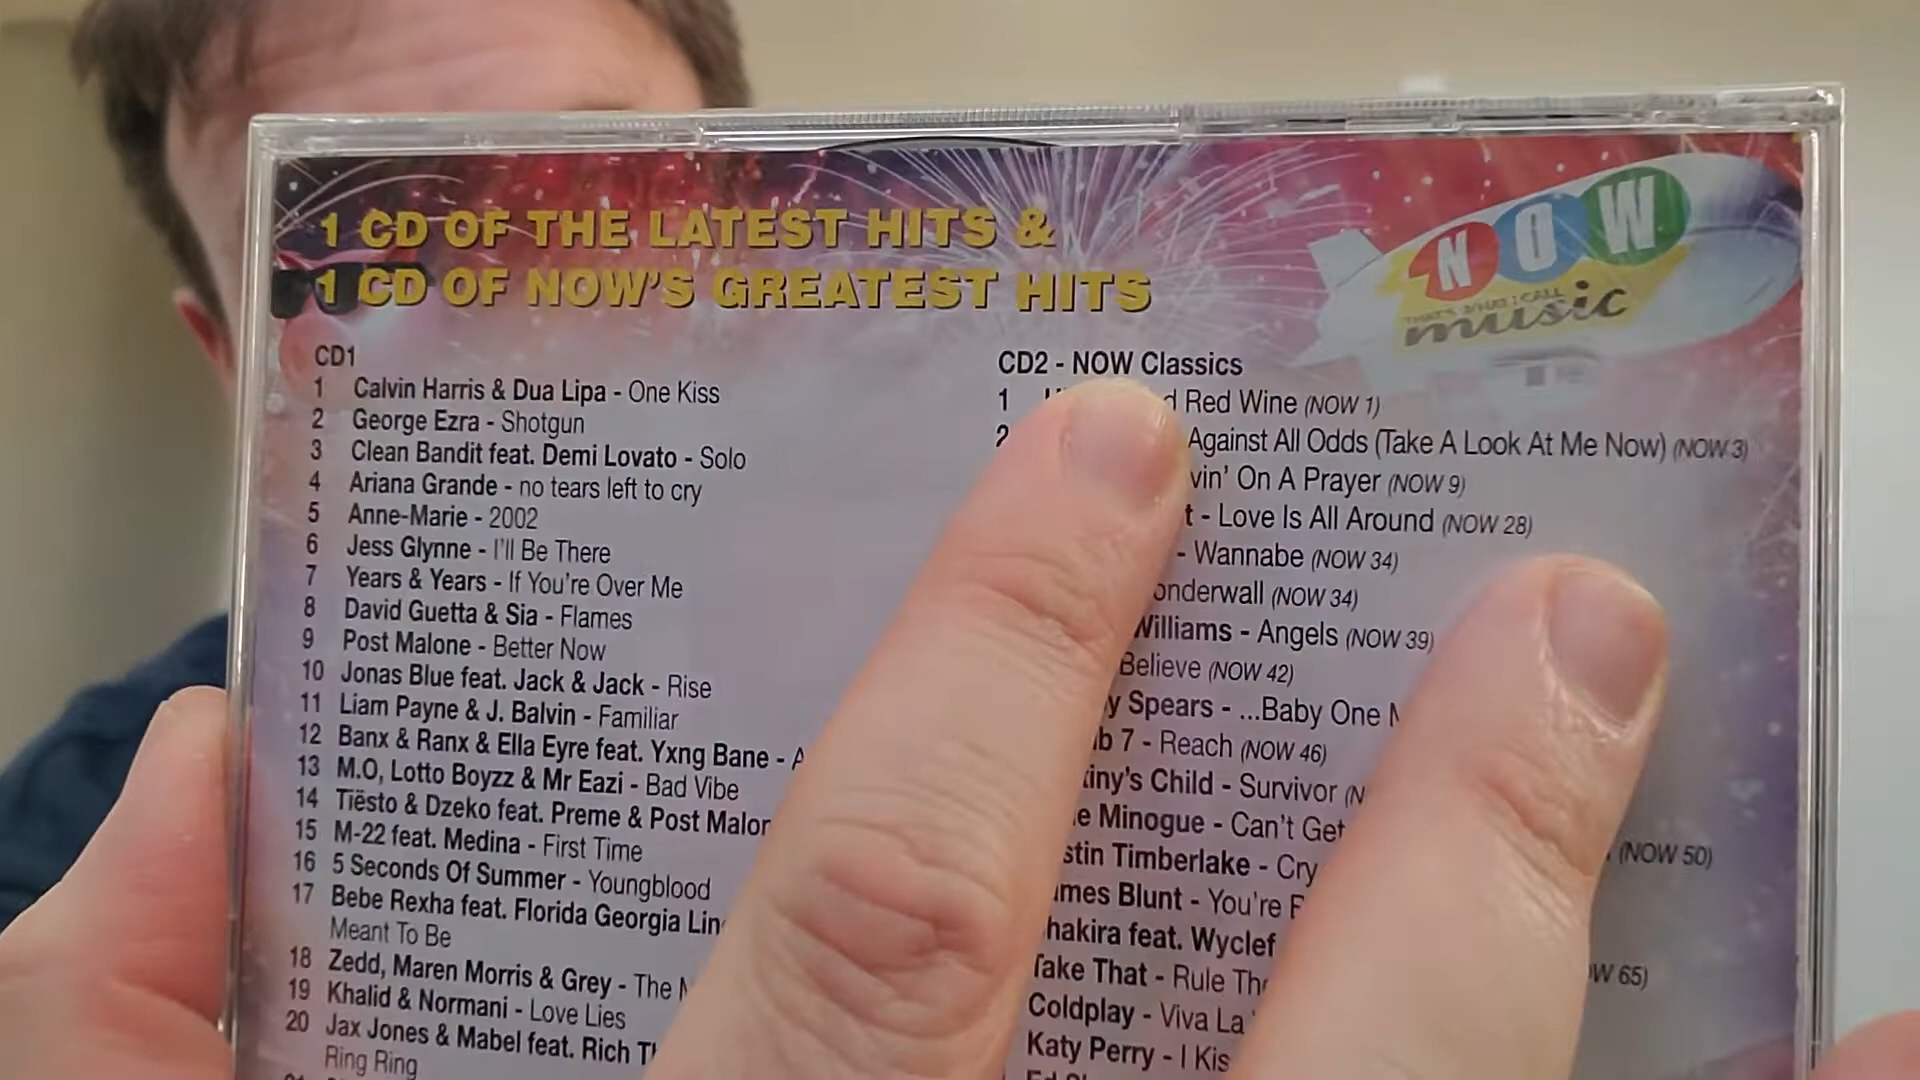 1 CD OF THE LATEST HITS &
1 CD OF NOW'S GREATEST HITS
NOW
THAT'S WHAT I CALL
music
CD1
1 Calvin Harris & Dua Lipa - One Kiss
2 George Ezra - Shotgun
3 Clean Bandit feat. Demi Lovato - Solo
4 Ariana Grande - no tears left to cry
5 Anne-Marie - 2002
6 Jess Glynne - I'll Be There
7 Years & Years - If You're Over Me
8 David Guetta & Sia - Flames
9 Post Malone - Better Now
10 Jonas Blue feat. Jack & Jack - Rise
11 Liam Payne & J. Balvin - Familiar
12 Banx & Ranx & Ella Eyre feat. Yxng Bane -
13 M.O, Lotto Boyzz & Mr Eazi - Bad Vibe
14 Tiësto & Dzeko feat. Preme & Post
15 M-22 feat. Medina - First Time
16 5 Seconds Of Summer - Youngblood
17 Bebe Rexha feat. Florida Georgia
Meant To Be
18 Zedd, Maren Morris & Grey - The
19 Khalid & Normani - Love Lies
20 Jax Jones & Mabel feat. Rich
Ring Ring
CD2 - NOW Classics
1 Red Wine (NOW 1)
2 Against All Odds (Take A Look At Me Now) (NOW 3)
On A Prayer (NOW 9)
- Love Is All Around (NOW 28)
- Wannabe (NOW 34)
(NOW 34)
Williams - Angels (NOW 39)
Believe (NOW 42)
Spears - ...Baby One
7 - Reach (NOW 46)
Child - Survivor
Minogue - Can't Get (NOW 50)
Timberlake - Cry
Blunt - You're
feat. Wyclef
Take That - Rule (NOW 65)
Coldplay - Viva La
Katy Perry - I